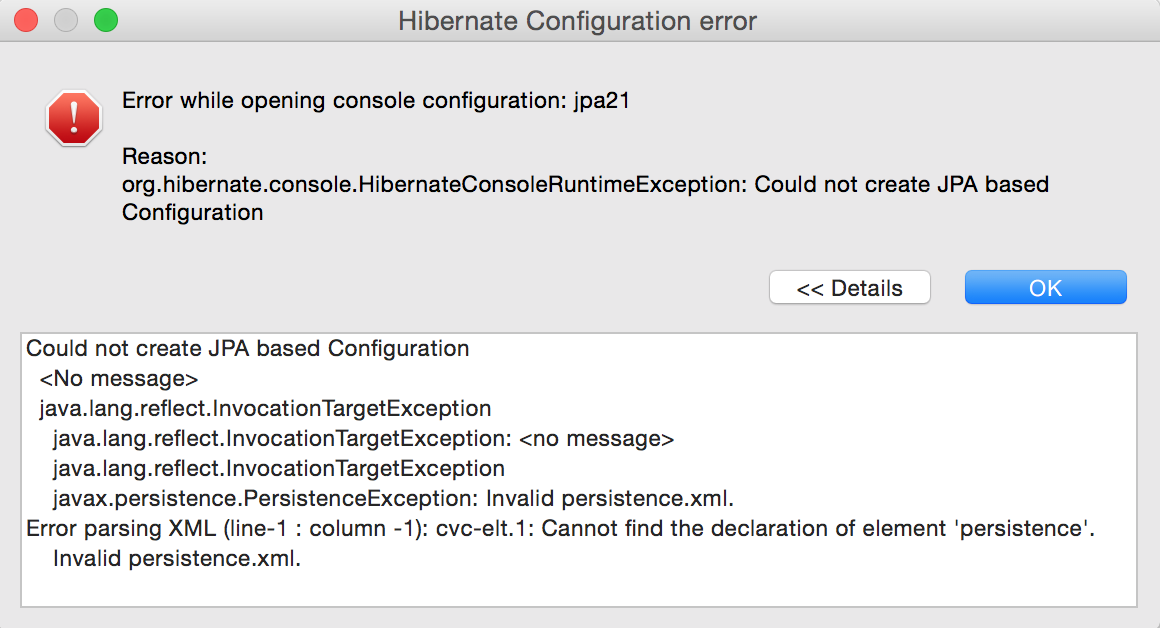 Hibernate Configuration error
Error while opening console configuration: jpa21
Reason:
org.hibernate.console.HibernateConsoleRuntimeException: Could not create JPA based
Configuration
<< Details
OK
Could not create JPA based Configuration
<No message>
java.lang.reflect.InvocationTargetException
java.lang.reflect.InvocationTargetException: <no message>
java.lang.reflect.InvocationTargetException
javax.persistence.PersistenceException: Invalid persistence.xml.
Error parsing XML (line-1 : column -1): cvc-elt.1: Cannot find the declaration of element 'persistence'.
Invalid persistence.xml.